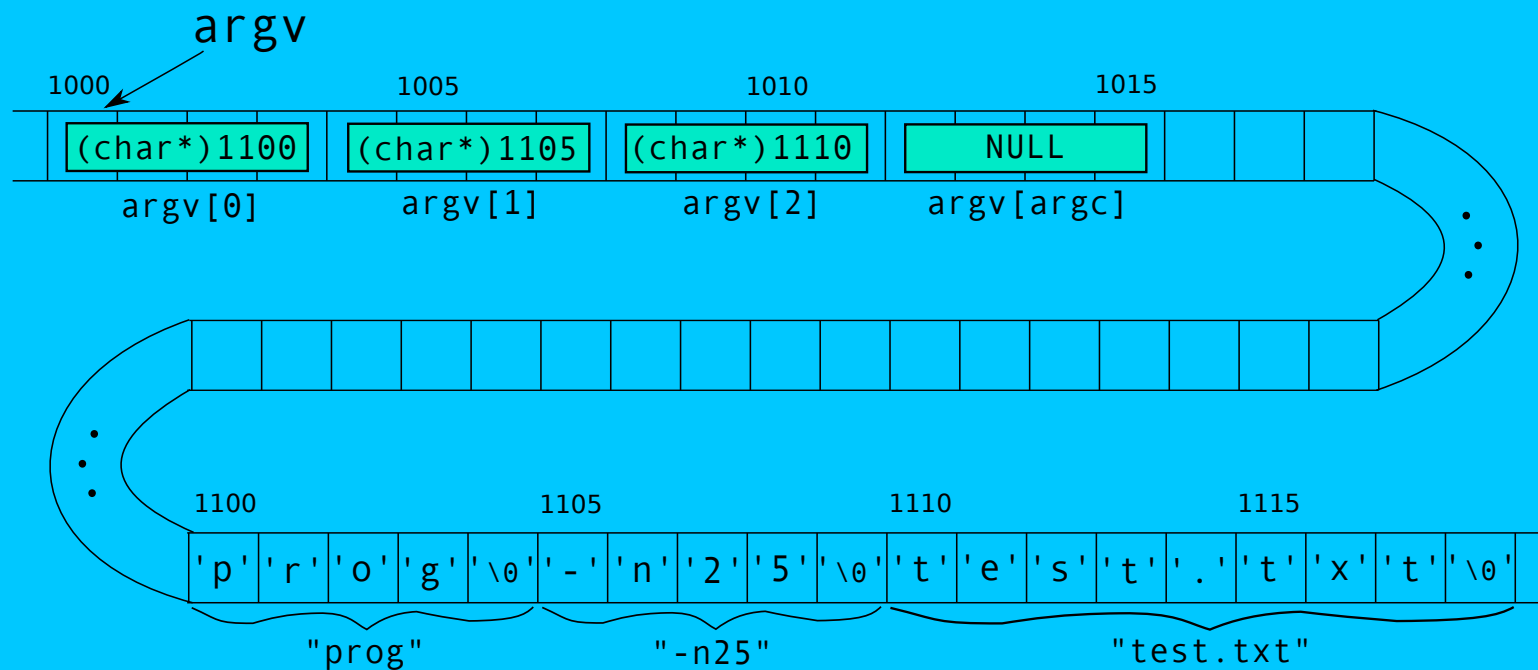 argv
1000 1005 1010 1015
(char*)1100 (char*)1105 (char*)1110 NULL
argv[0] argv[1] argv[2] argv[argc]
1100 1105 1110 1115
'p' 'r' 'o' 'g' '\0' '-' 'n' '2' '5' '\0' 't' 'e' 's' 't' '.' 't' 'x' 't' '\0'
"prog" "-n25" "test.txt"